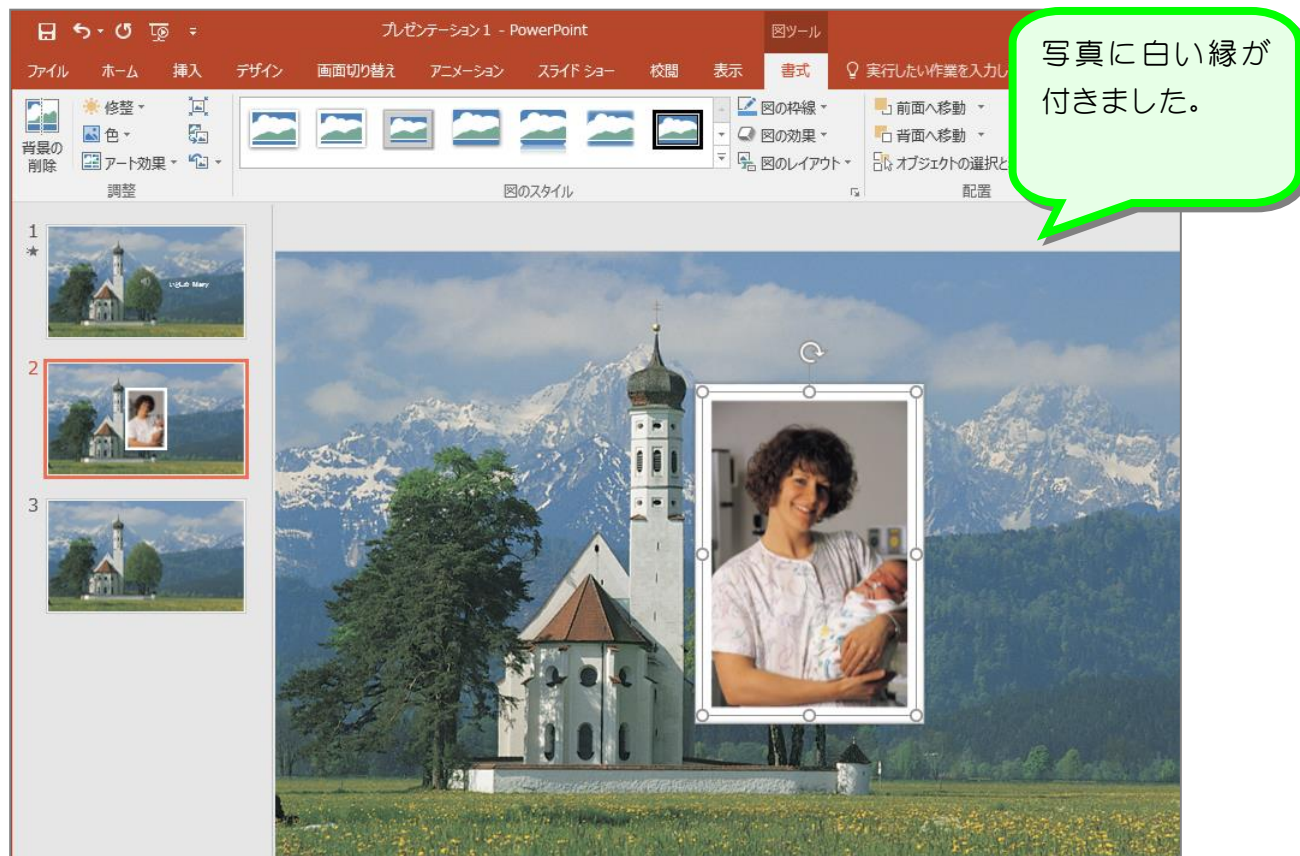 プレゼンテーション1 - PowerPoint
図ツール
ファイル ホーム 挿入 デザイン 画面切り替え アニメーション スライド ショー 校閲 表示 書式 実行したい作業を入力し
写真に白い縁が
付きました。
背景の
削除
修整
色
アート効果
調整
図のスタイル
図の枠線
図の効果
図のレイアウト
前面へ移動
背面へ移動
オブジェクトの選択と
配置
1
2
3